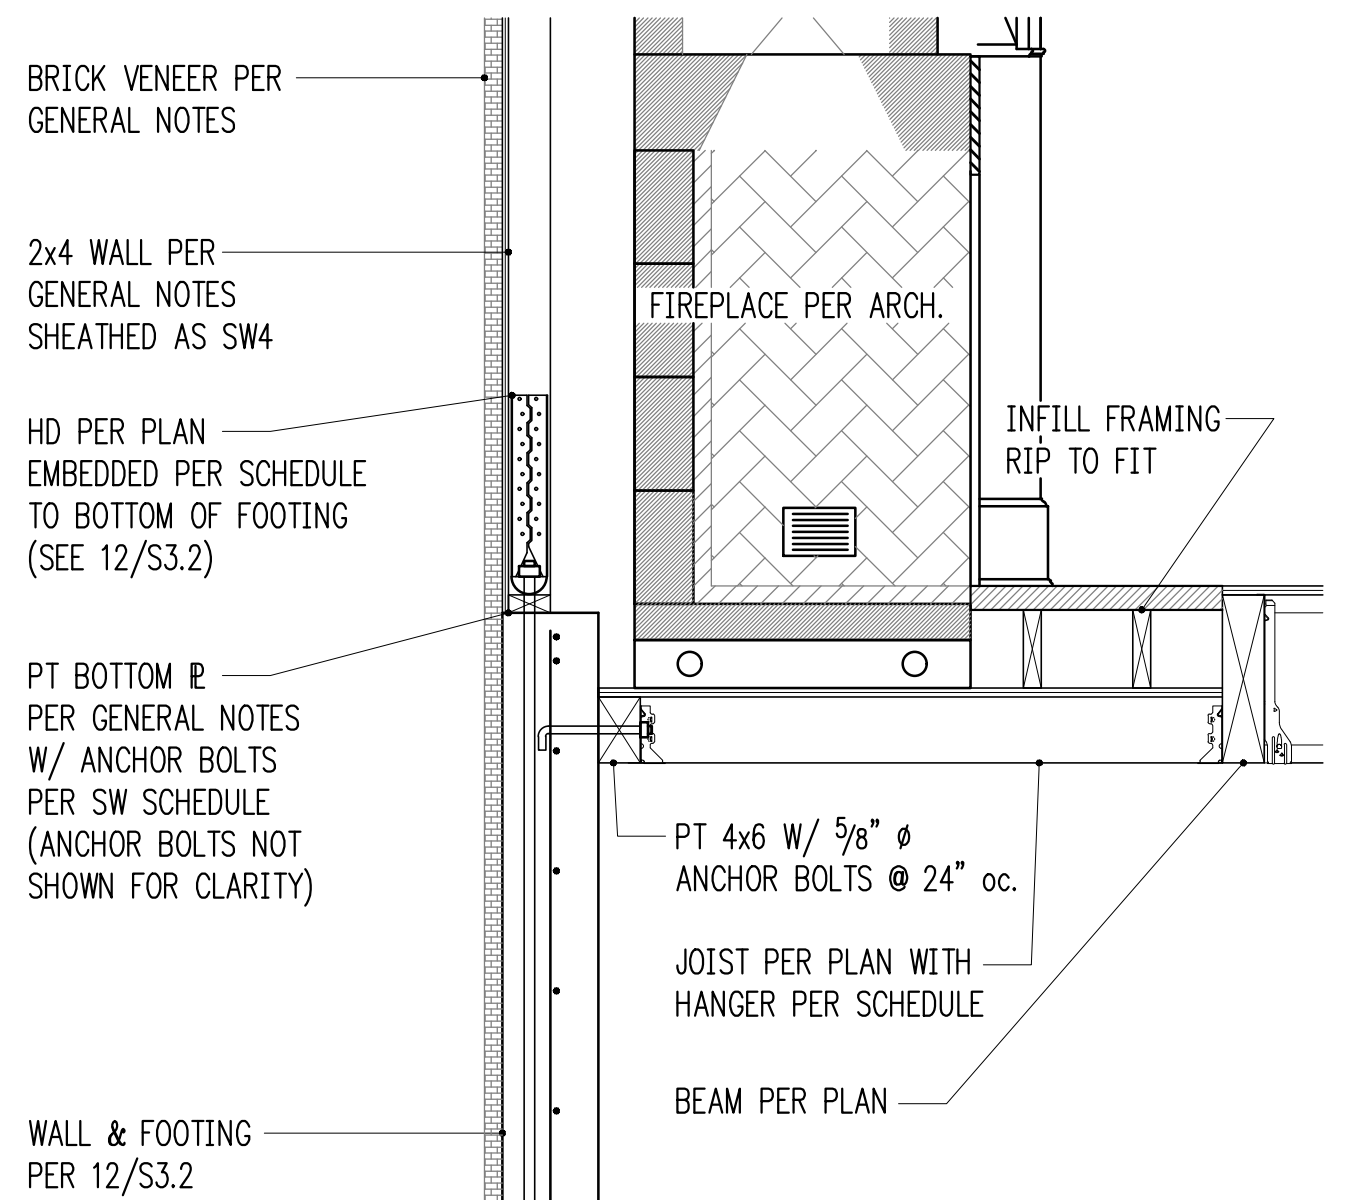 BRICK VENEER PER
GENERAL NOTES
2x4 WALL PER
GENERAL NOTES
SHEATHED AS SW4
HD PER PLAN
EMBEDDED PER SCHEDULE
TO BOTTOM OF FOOTING
(SEE 12/S3.2)
PT BOTTOM ⅊
PER GENERAL NOTES
W/ ANCHOR BOLTS
PER SW SCHEDULE
(ANCHOR BOLTS NOT
SHOWN FOR CLARITY)
WALL & FOOTING
PER 12/S3.2
FIREPLACE PER ARCH.
INFILL FRAMING
RIP TO FIT
PT 4x6 W/ 5/8" ø
ANCHOR BOLTS @ 24" oc.
JOIST PER PLAN WITH
HANGER PER SCHEDULE
BEAM PER PLAN